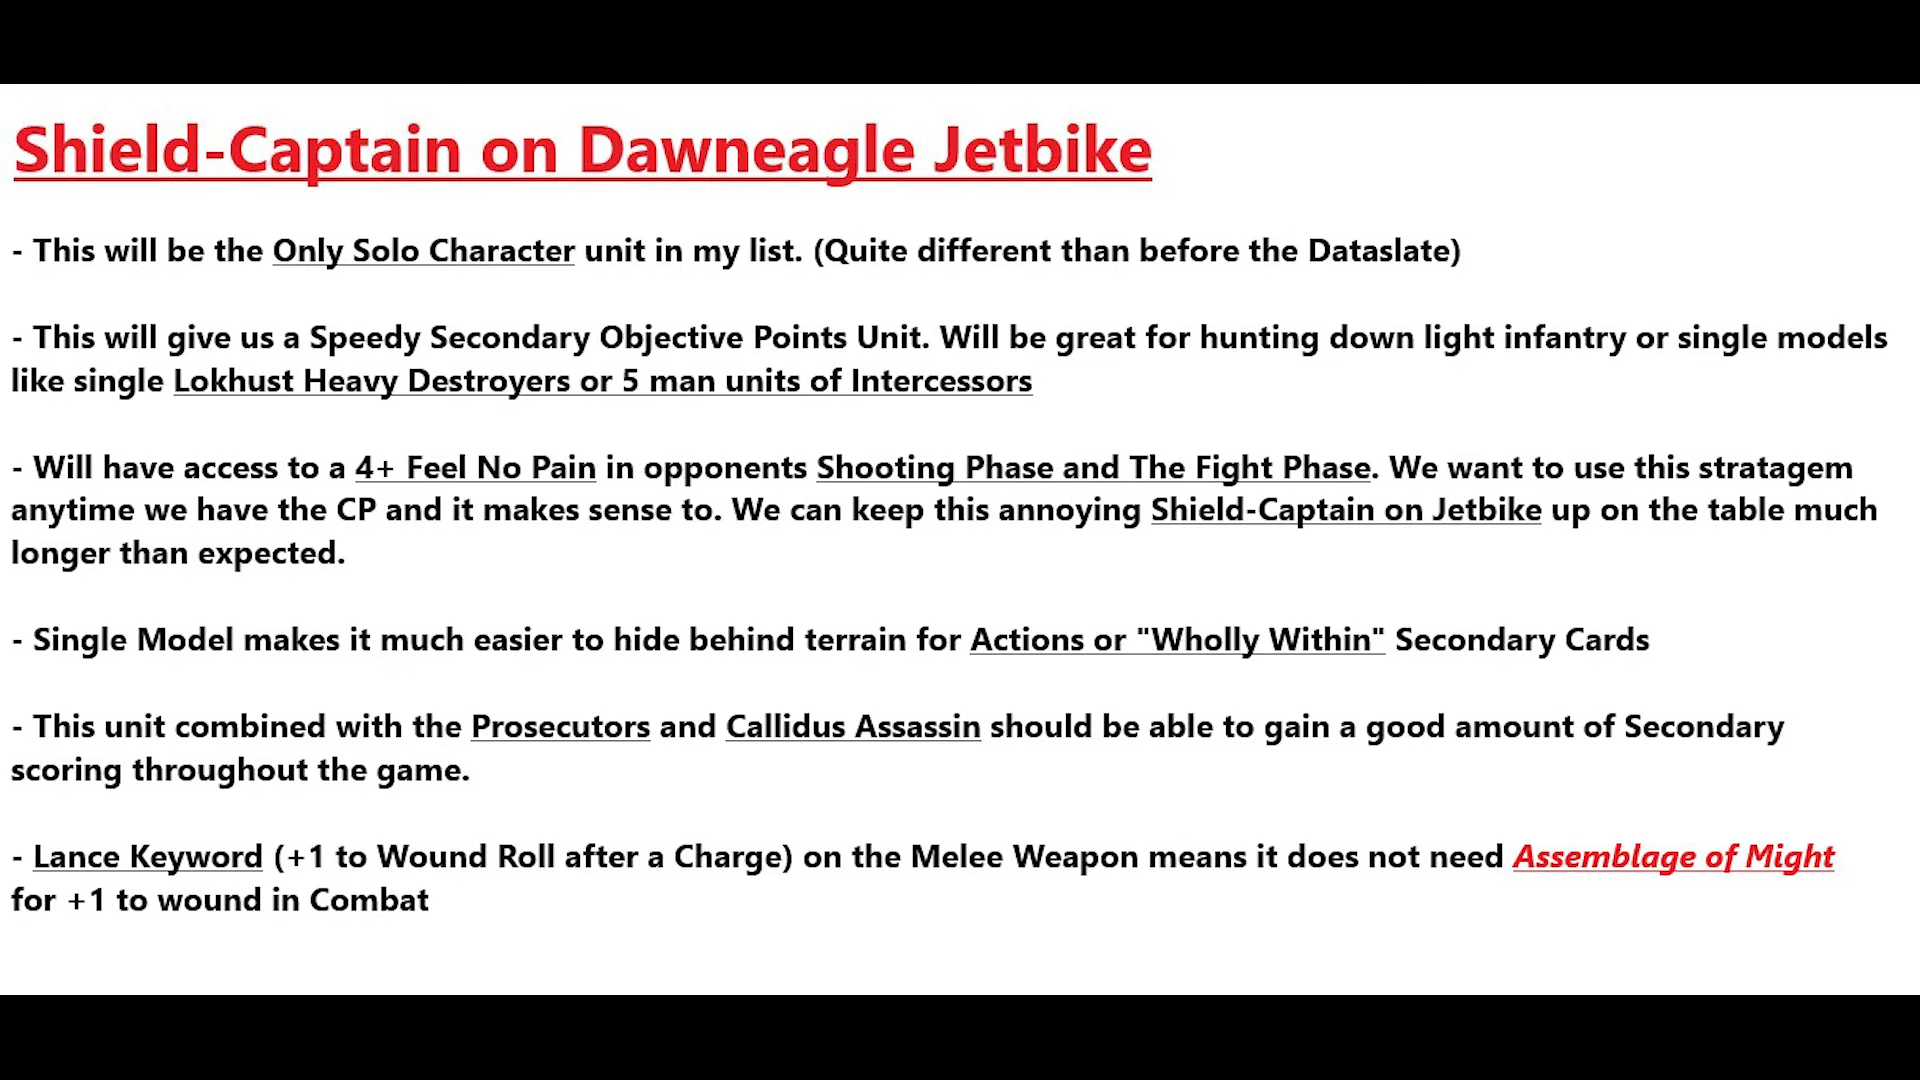 Shield-Captain on Dawneagle Jetbike
- This will be the Only Solo Character unit in my list. (Quite different than before the Dataslate)
- This will give us a Speedy Secondary Objective Points Unit. Will be great for hunting down light infantry or single models
like single Lokhust Heavy Destroyers or 5 man units of Intercessors
- Will have access to a 4+ Feel No Pain in opponents Shooting Phase and The Fight Phase. We want to use this stratagem
anytime we have the CP and it makes sense to. We can keep this annoying Shield-Captain on Jetbike up on the table much
longer than expected.
- Single Model makes it much easier to hide behind terrain for Actions or "Wholly Within" Secondary Cards
- This unit combined with the Prosecutors and Callidus Assassin should be able to gain a good amount of Secondary
scoring throughout the game.
- Lance Keyword (+1 to Wound Roll after a Charge) on the Melee Weapon means it does not need Assemblage of Might
for +1 to wound in Combat